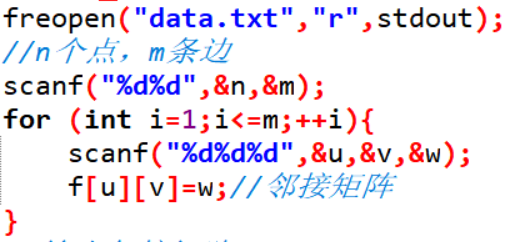 freopen("data.txt","r",stdout);
//n个点，m条边
scanf("%d%d",&n,&m);
for (int i=1;i<=m;++i){
scanf("%d%d%d",&u,&v,&w);
f[u][v]=w;//邻接矩阵
}